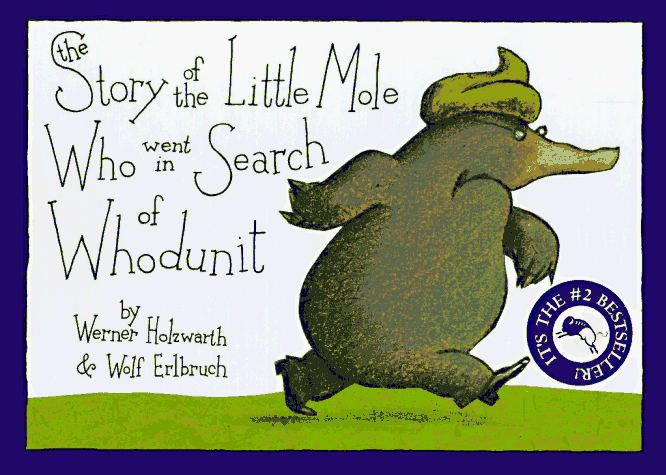 the
Story of the Little Mole
Who went in Search
of
Whodunit
by
Werner Holzwarth
& Wolf Erlbruch
IT'S THE #2 BESTSELLER!